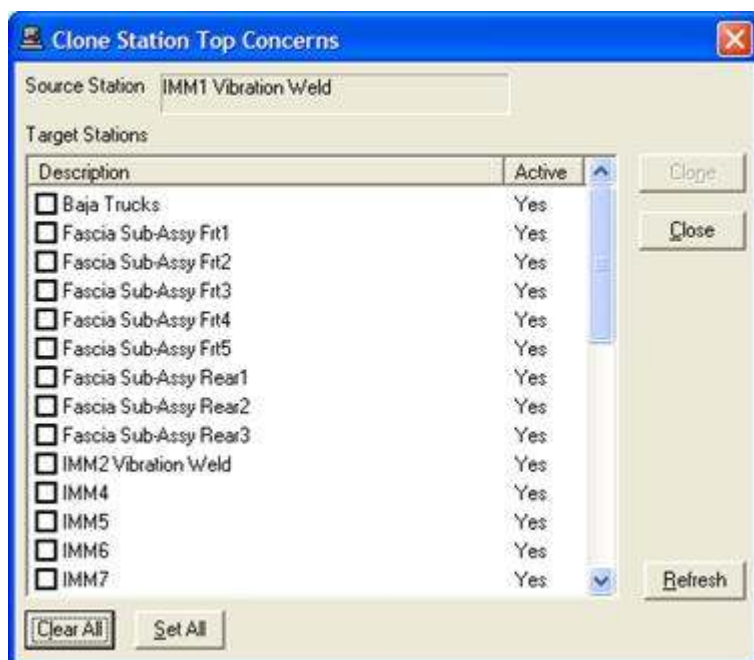 Clone Station Top Concerns
Source Station IMM1 Vibration Weld
Target Stations
Description Active
Clone
Baja Trucks Yes
Fascia Sub-Assy Frt1 Yes
Close
Fascia Sub-Assy Frt2 Yes
Fascia Sub-Assy Frt3 Yes
Fascia Sub-Assy Frt4 Yes
Fascia Sub-Assy Frt5 Yes
Fascia Sub-Assy Rear1 Yes
Fascia Sub-Assy Rear2 Yes
Fascia Sub-Assy Rear3 Yes
IMM2 Vibration Weld Yes
IMM4 Yes
IMM5 Yes
IMM6 Yes
IMM7 Yes
Refresh
Clear All Set All